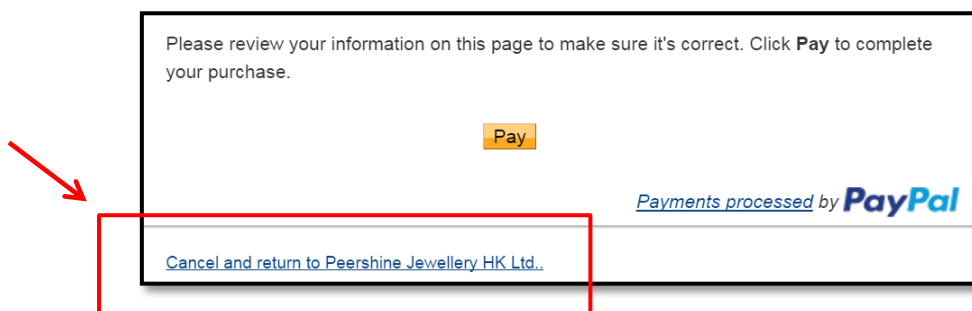 Please review your information on this page to make sure it's correct. Click Pay to complete
your purchase.
Pay
Payments processed by PayPal
Cancel and return to Peershine Jewellery HK Ltd..